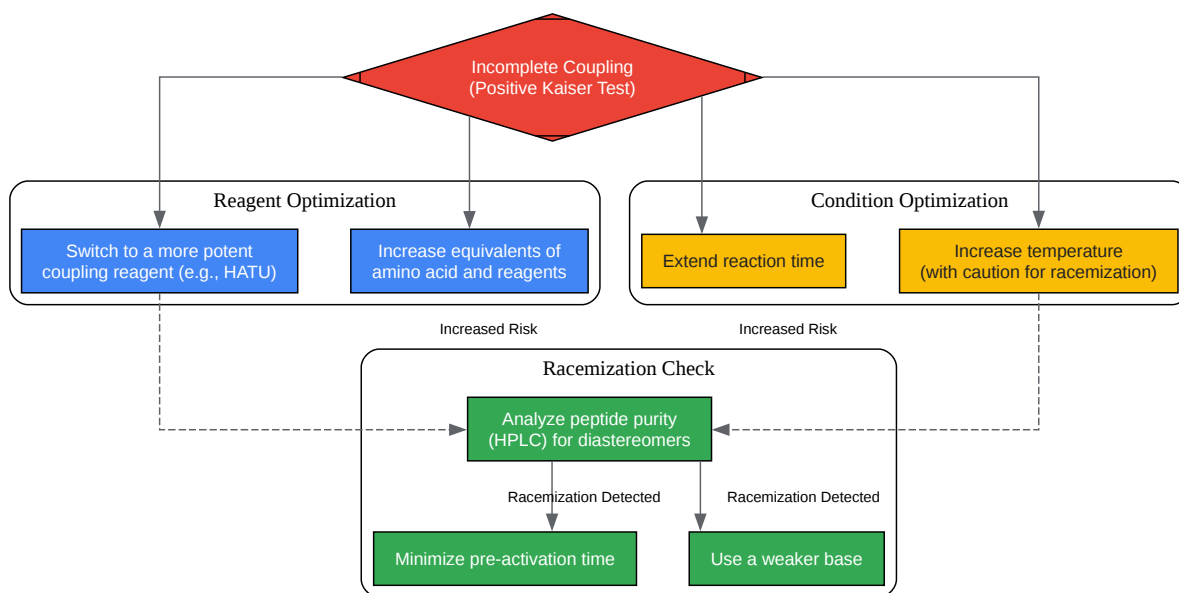 Incomplete Coupling
(Positive Kaiser Test)
Reagent Optimization
Condition Optimization
Switch to a more potent
coupling reagent (e.g., HATU)
Increase equivalents of
amino acid and reagents
Extend reaction time
Increase temperature
(with caution for racemization)
Increased Risk
Increased Risk
Racemization Check
Analyze peptide purity
(HPLC) for diastereomers
Racemization Detected
Racemization Detected
Minimize pre-activation time
Use a weaker base